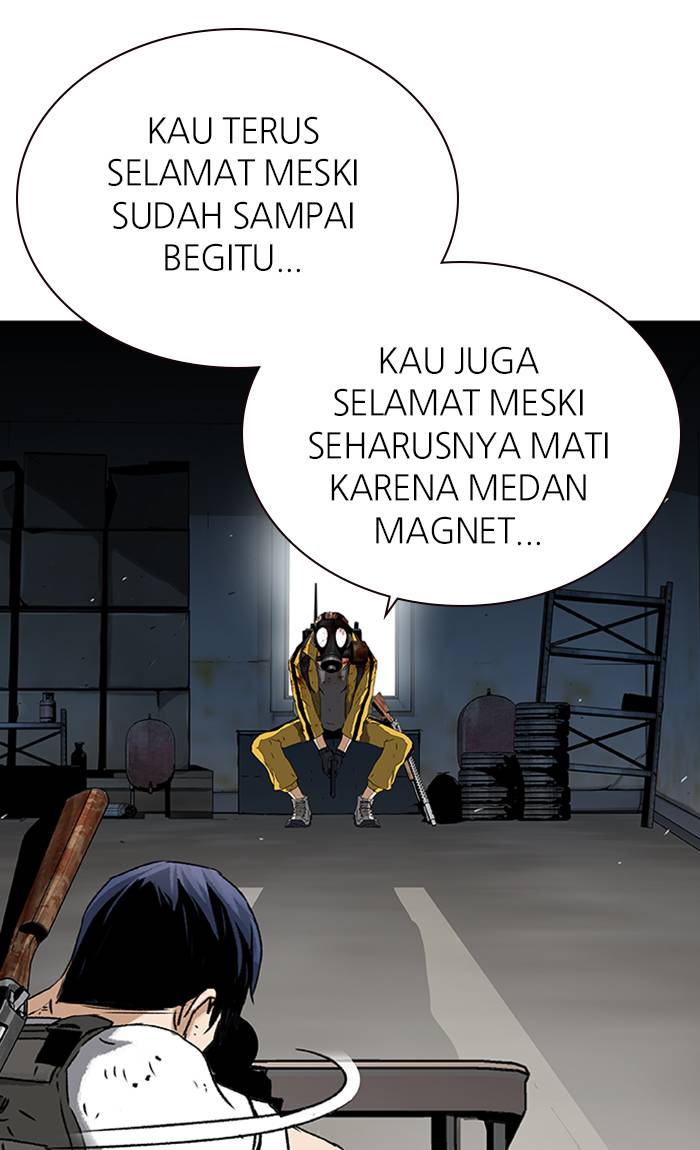 KAU TERUS
SELAMAT MESKI
SUDAH SAMPAI
BEGITU...
KAU JUGA
SELAMAT MESKI
SEHARUSNYA MATI
KARENA MEDAN
MAGNET...